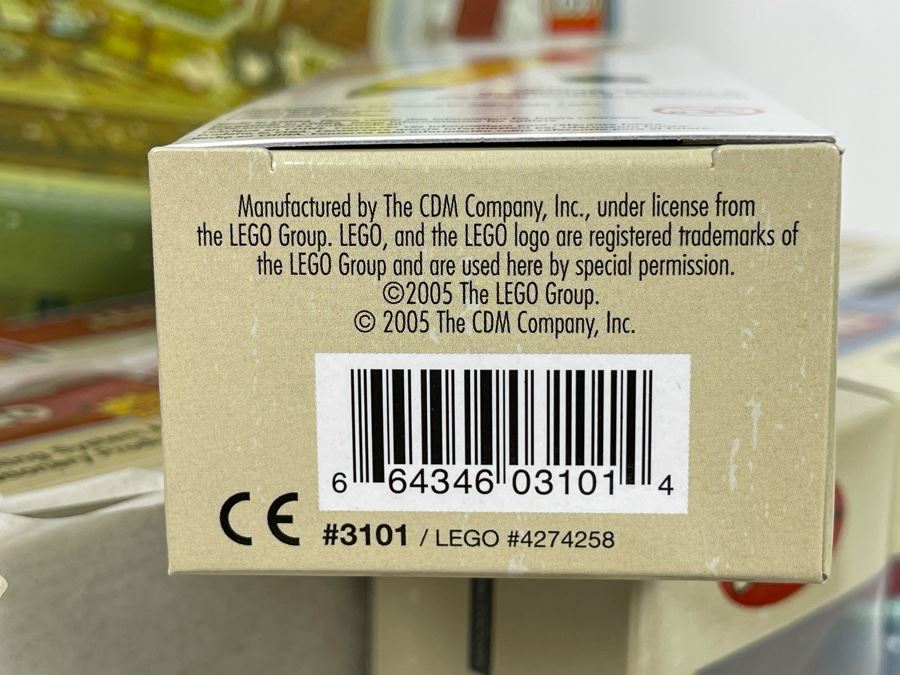 Manufactured by The CDM Company, Inc., under license from
the LEGO Group. LEGO, and the LEGO logo are registered trademarks of
the LEGO Group and are used here by special permission.
©2005 The LEGO Group.
© 2005 The CDM Company, Inc.
6 64346 03101 4
CE #3101 / LEGO #4274258